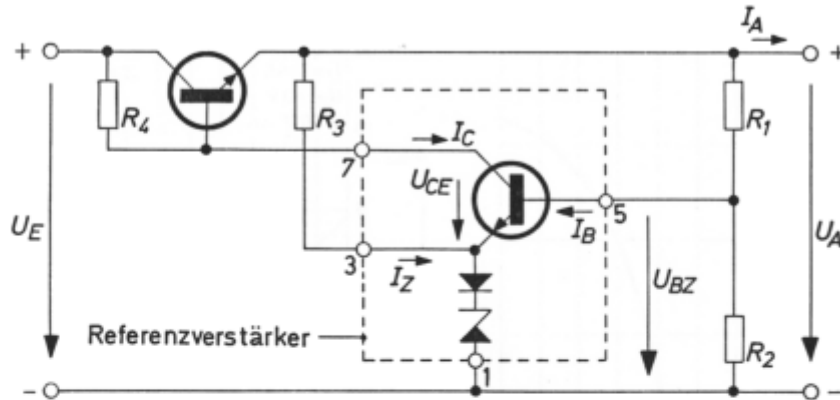 I_A
+
+
R_4
R_3
R_1
I_C
7
U_CE
5
I_B
U_E
3
I_Z
U_BZ
U_A
Referenzverstärker
R_2
1
-
-